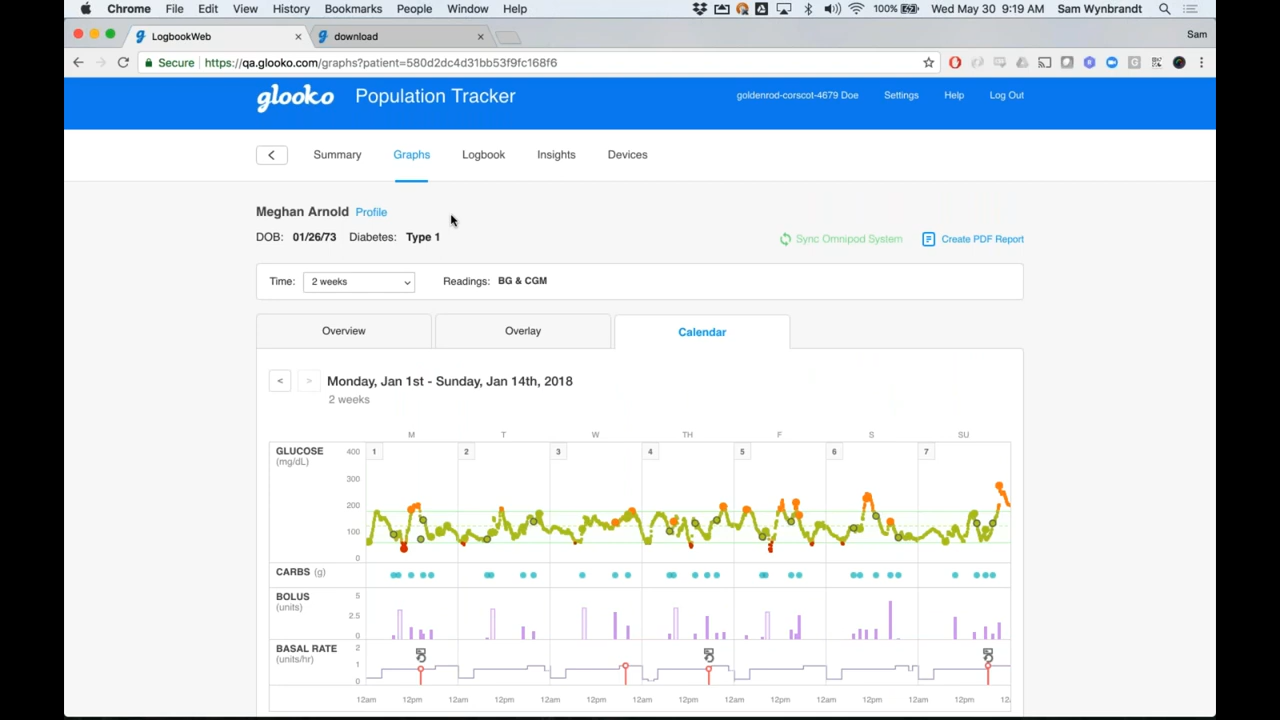 Chrome File Edit View History Bookmarks People Window Help 100% Wed May 30 9:19 AM Sam Wynbrandt
LogbookWeb download Sam
Secure https://qa.glooko.com/graphs?patient=580d2dc4d31bb53f9fc168f6
glooko Population Tracker goldenrod-corscot-4679 Doe Settings Help Log Out
Summary Graphs Logbook Insights Devices
Meghan Arnold Profile
DOB: 01/26/73 Diabetes: Type 1 Sync Omnipod System Create PDF Report
Time: 2 weeks Readings: BG & CGM
Overview Overlay Calendar
< > Monday, Jan 1st - Sunday, Jan 14th, 2018
2 weeks
M T W TH F S SU
GLUCOSE 400 1 2 3 4 5 6 7
(mg/dL)
300
200
100
0
CARBS (g)
BOLUS 5
(units) 2.5
0
BASAL RATE 2
(units/hr) 1
0
12am 12pm 12am 12pm 12am 12pm 12am 12pm 12am 12pm 12am 12pm 12am 12pm 12